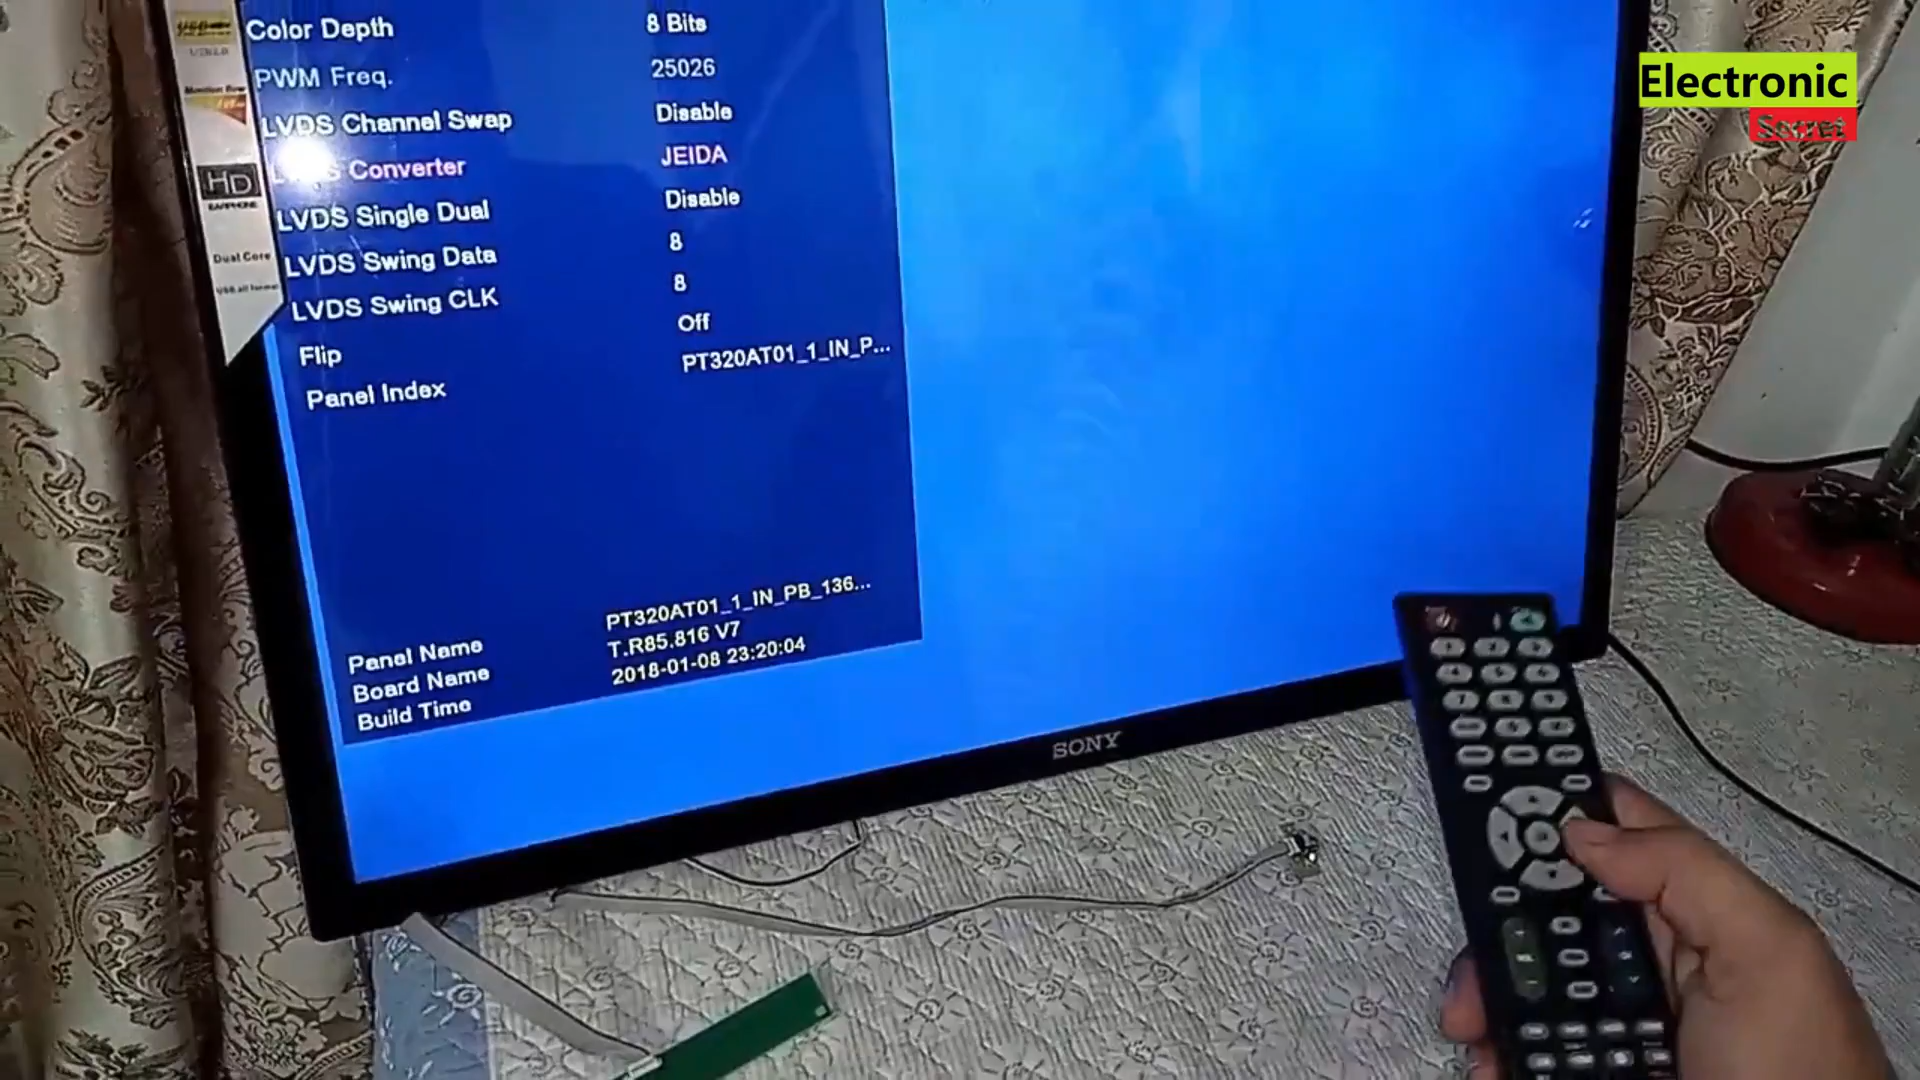 Color Depth 8 Bits
PWM Freq. 25026
LVDS Channel Swap Disable
Converter JEIDA
LVDS Single Dual Disable
LVDS Swing Data 8
LVDS Swing CLK 8
Flip Off
Panel Index PT320AT01_1_IN_P...
Panel Name PT320AT01_1_IN_PB_136...
Board Name T.R85.816 V7
Build Time 2018-01-08 23:20:04
HD
Dual Core
SONY
Electronic
Secret